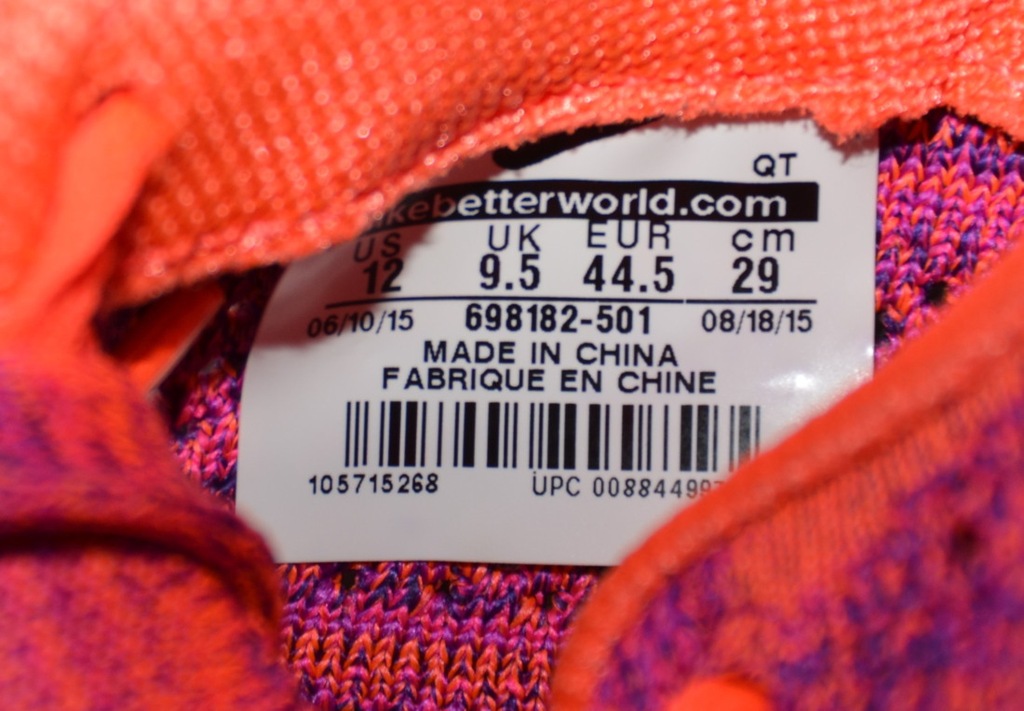 QT
kebetterworld.com
US UK EUR cm
12 9.5 44.5 29
06/10/15 698182-501 08/18/15
MADE IN CHINA
FABRIQUE EN CHINE
105715268 UPC 00884499